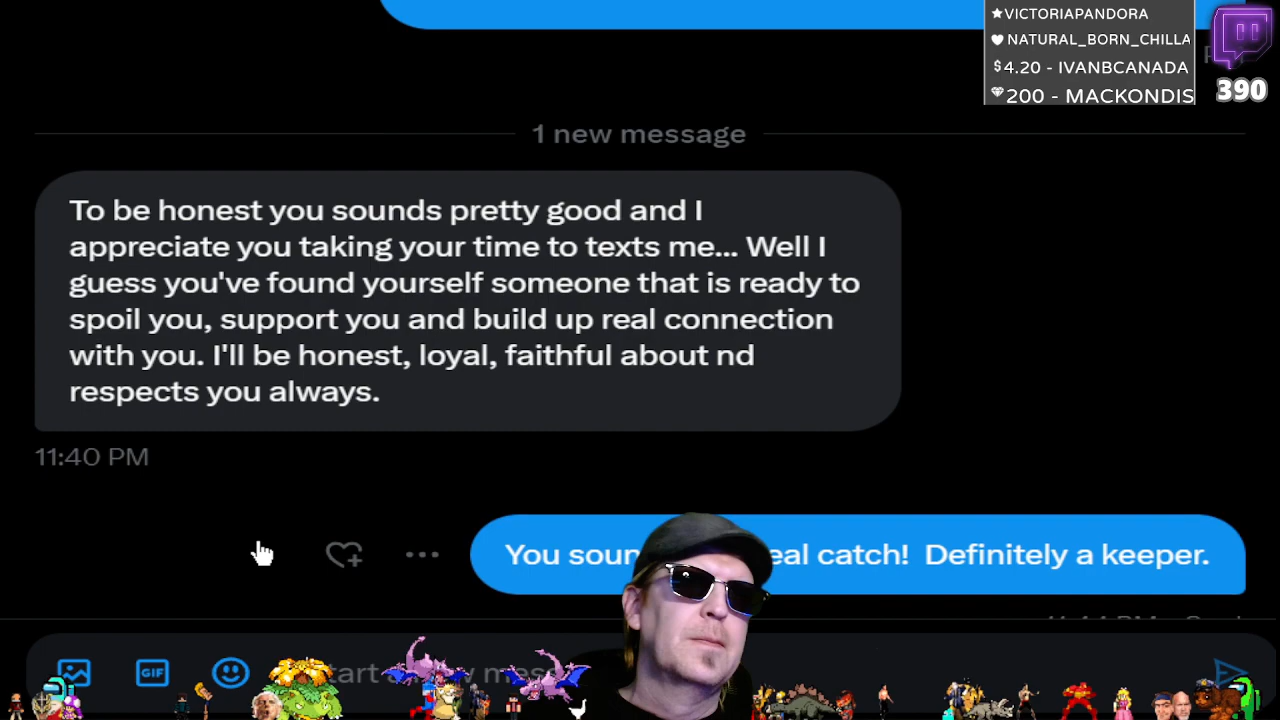 VICTORIAPANDORA
NATURAL_BORN_CHILLA
$4.20 - IVANBCANADA
200 - MACKONDIS
390
1 new message
To be honest you sounds pretty good and I
appreciate you taking your time to texts me... Well I
guess you've found yourself someone that is ready to
spoil you, support you and build up real connection
with you. I'll be honest, loyal, faithful about nd
respects you always.
11:40 PM
You catch! Definitely a keeper.
GIF